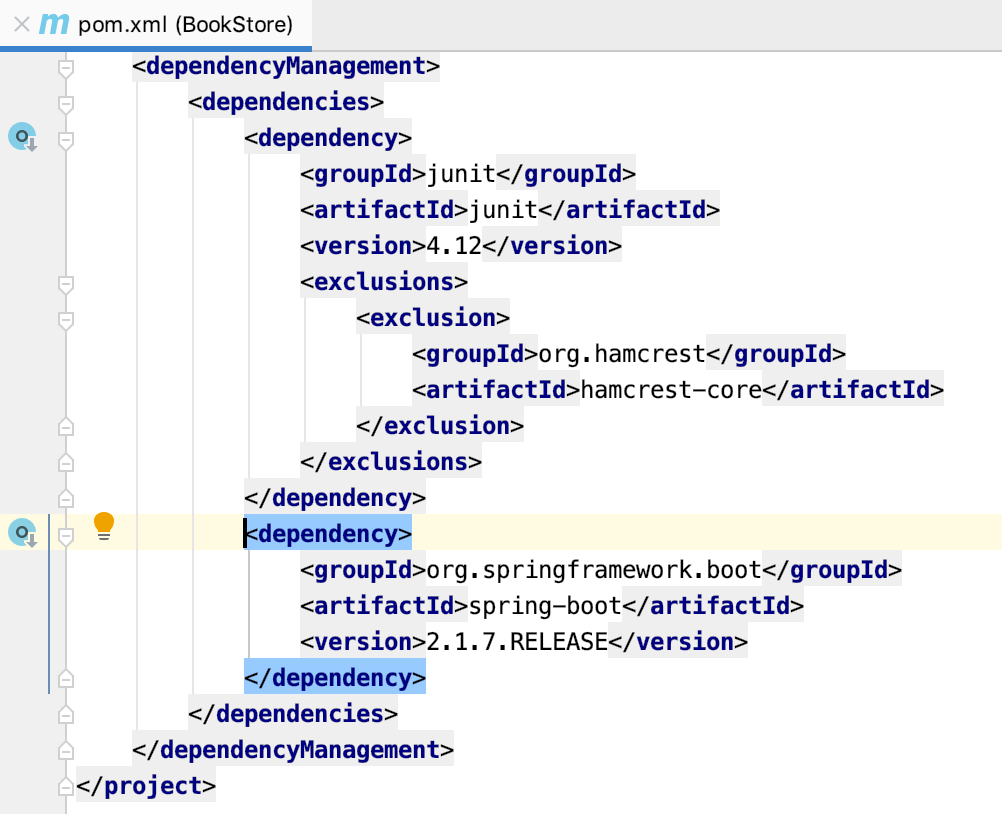 m pom.xml (BookStore)
<dependencyManagement>
<dependencies>
<dependency>
<groupId>junit</groupId>
<artifactId>junit</artifactId>
<version>4.12</version>
<exclusions>
<exclusion>
<groupId>org.hamcrest</groupId>
<artifactId>hamcrest-core</artifactId>
</exclusion>
</exclusions>
</dependency>
<dependency>
<groupId>org.springframework.boot</groupId>
<artifactId>spring-boot</artifactId>
<version>2.1.7.RELEASE</version>
</dependency>
</dependencies>
</dependencyManagement>
</project>